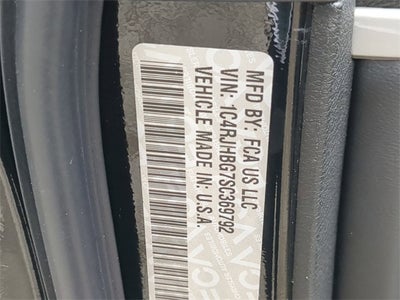 MFD BY: FCA US LLC
VIN: 1C4RJHBG7SC369792
VEHICLE MADE IN: U.S.A.